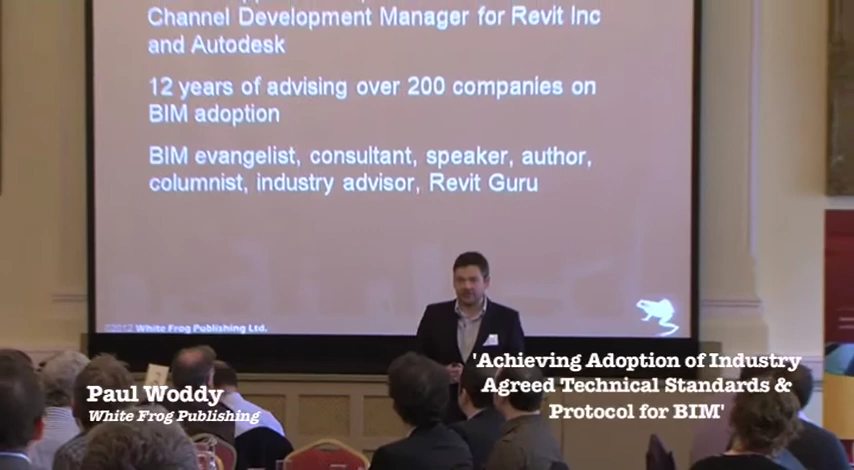 Channel Development Manager for Revit Inc
and Autodesk
12 years of advising over 200 companies on
BIM adoption
BIM evangelist, consultant, speaker, author,
columnist, industry advisor, Revit Guru
©2012 White Frog Publishing Ltd.
'Achieving Adoption of Industry
Agreed Technical Standards &
Protocol for BIM'
Paul Woddy
White Frog Publishing